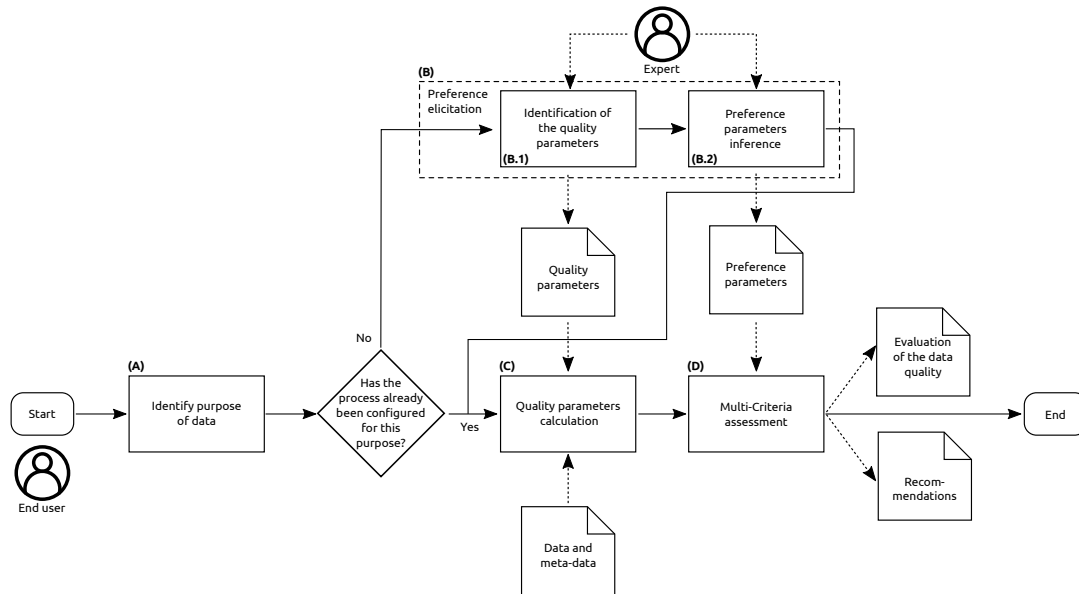 Expert
(B)
Preference
elicitation
Identification of
the quality
parameters
(B.1)
Preference
parameters
inference
(B.2)
Quality
parameters
Preference
parameters
No
Evaluation
of the data
quality
(A)
Identify purpose
of data
Start
End user
Has the
process already
been configured
for this
purpose?
Yes
(C)
Quality parameters
calculation
(D)
Multi-Criteria
assessment
End
Recom-
mendations
Data and
meta-data